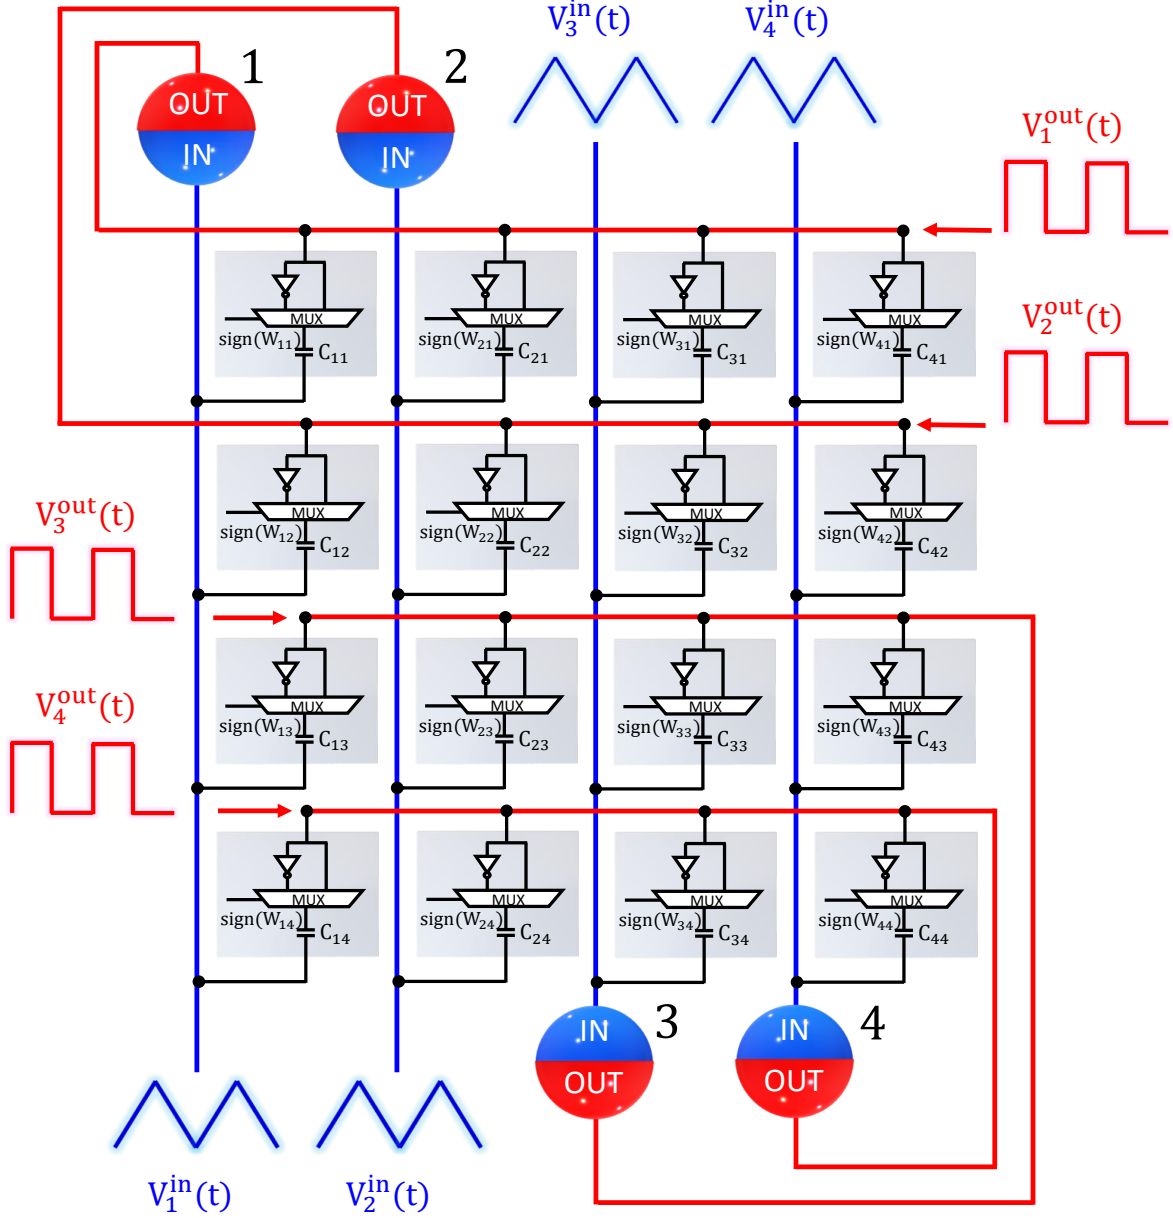 V₃ⁱⁿ(t) V₄ⁱⁿ(t)
1 2
OUT OUT
IN IN
V₁ᵒᵘᵗ(t)
MUX MUX MUX MUX
sign(W₁₁) C₁₁ sign(W₂₁) C₂₁ sign(W₃₁) C₃₁ sign(W₄₁) C₄₁
V₂ᵒᵘᵗ(t)
MUX MUX MUX MUX
sign(W₁₂) C₁₂ sign(W₂₂) C₂₂ sign(W₃₂) C₃₂ sign(W₄₂) C₄₂
V₃ᵒᵘᵗ(t)
MUX MUX MUX MUX
sign(W₁₃) C₁₃ sign(W₂₃) C₂₃ sign(W₃₃) C₃₃ sign(W₄₃) C₄₃
V₄ᵒᵘᵗ(t)
MUX MUX MUX MUX
sign(W₁₄) C₁₄ sign(W₂₄) C₂₄ sign(W₃₄) C₃₄ sign(W₄₄) C₄₄
3 4
IN IN
OUT OUT
V₁ⁱⁿ(t) V₂ⁱⁿ(t)